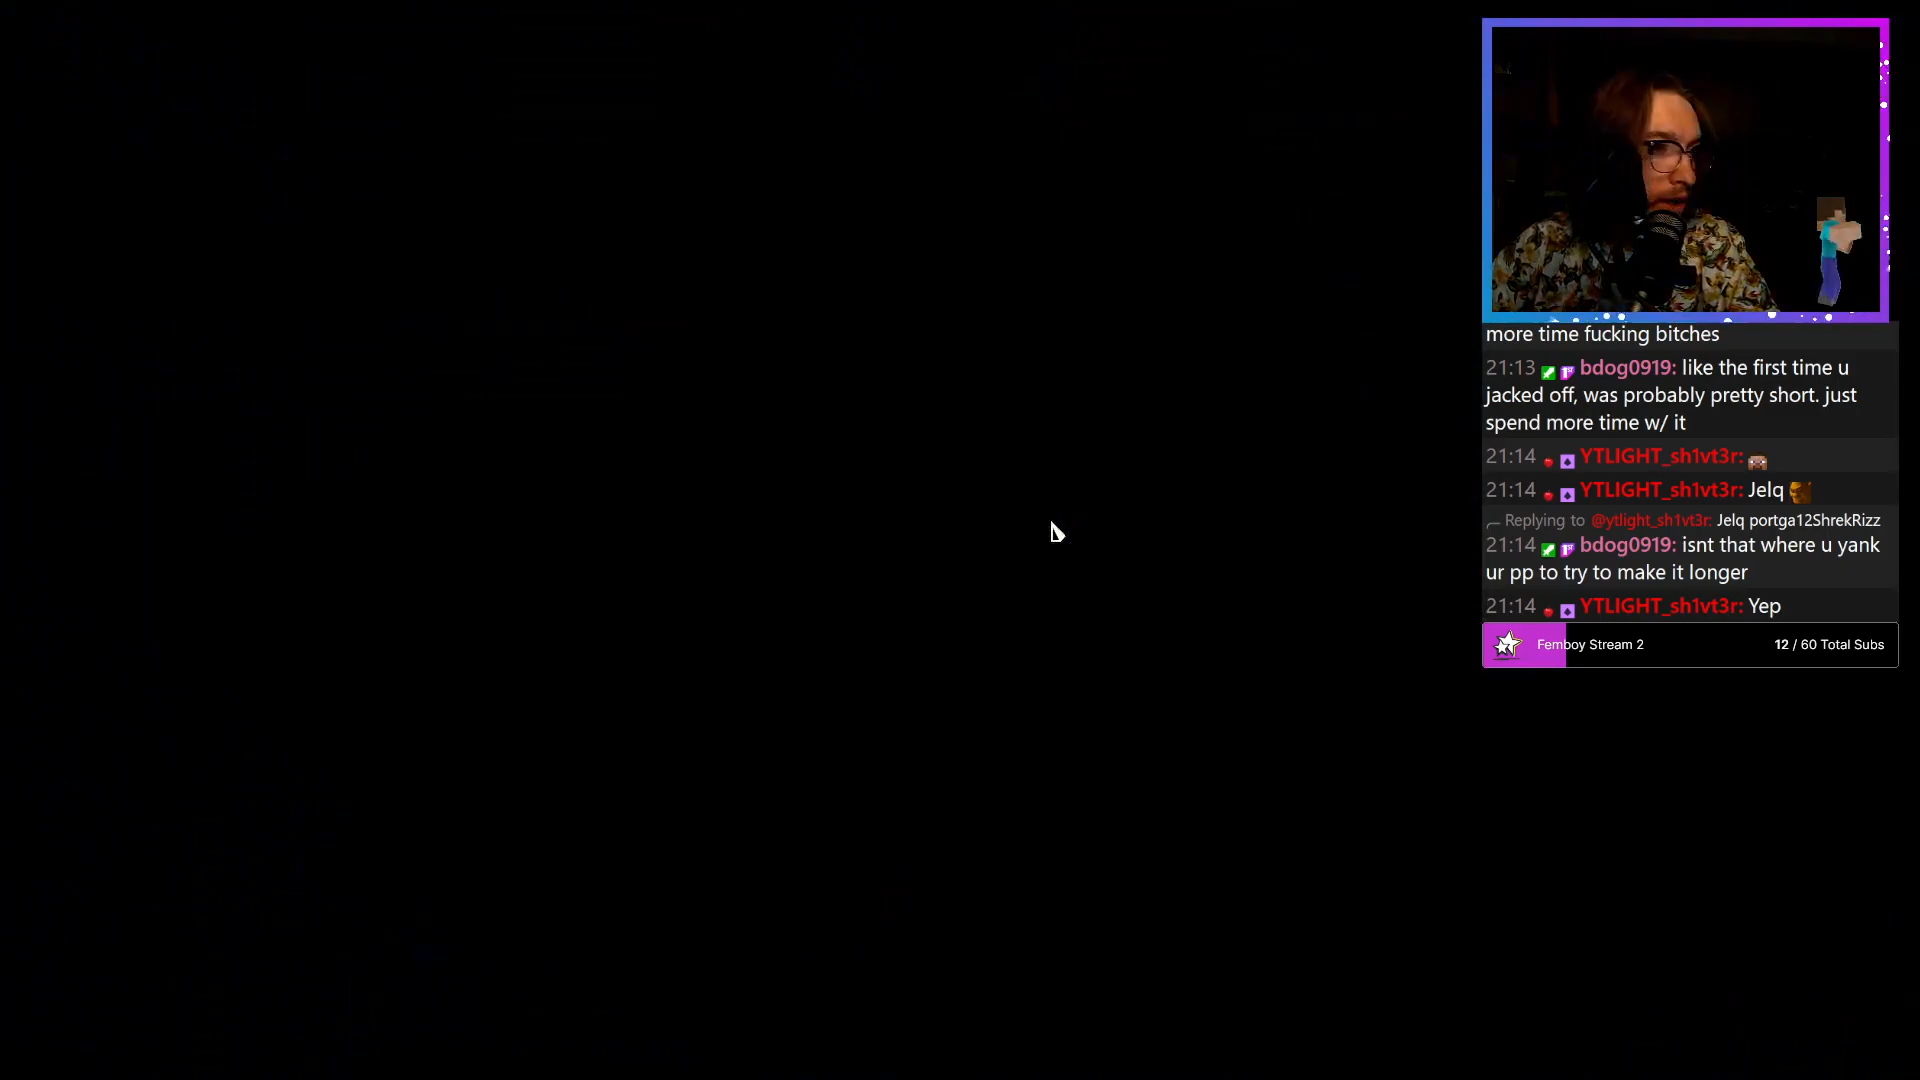 more time fucking bitches
21:13 bdog0919: like the first time u
jacked off, was probably pretty short. just
spend more time w/ it
21:14 YTLIGHT_sh1vt3r:
21:14 YTLIGHT_sh1vt3r: Jelq
Replying to @ytlight_sh1vt3r: Jelq portga12ShrekRizz
21:14 bdog0919: isnt that where u yank
ur pp to try to make it longer
21:14 YTLIGHT_sh1vt3r: Yep
Femboy Stream 2 12 / 60 Total Subs